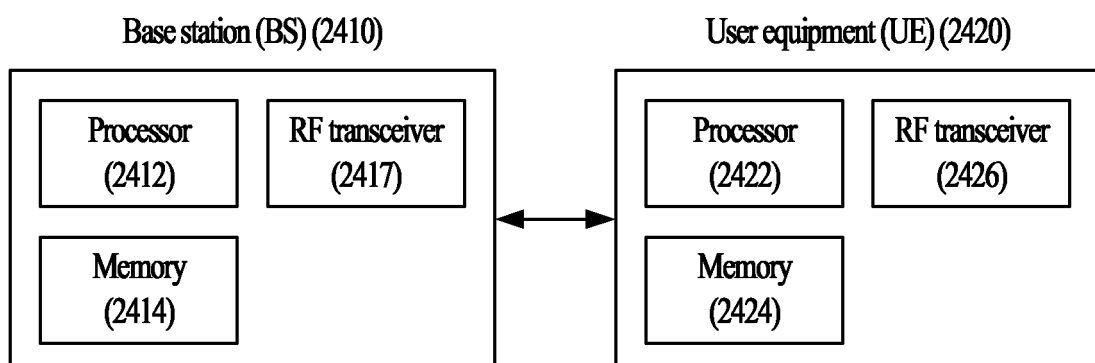 Base station (BS) (2410)
Processor
(2412)
RF transceiver
(2417)
Memory
(2414)
User equipment (UE) (2420)
Processor
(2422)
RF transceiver
(2426)
Memory
(2424)